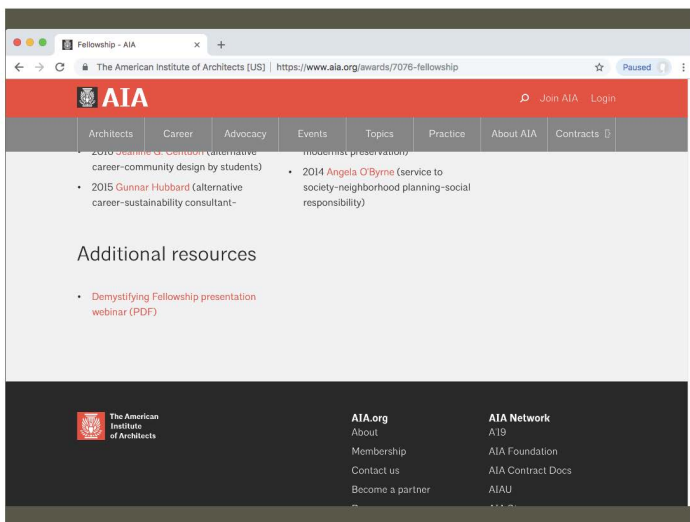 Fellowship - AIA
The American Institute of Architects [US] | https://www.aia.org/awards/7076-fellowship
Paused
AIA
Join AIA Login
Architects Career Advocacy Events Topics Practice About AIA Contracts
(alternative
career-community design by students)
• 2015 Gunnar Hubbard (alternative
career-sustainability consultant-
modernist preservation)
• 2014 Angela O'Byrne (service to
society-neighborhood planning-social
responsibility)
Additional resources
• Demystifying Fellowship presentation
webinar (PDF)
The American
Institute
of Architects
AIA.org
About
Membership
Contact us
Become a partner
AIA Network
A'19
AIA Foundation
AIA Contract Docs
AIAU